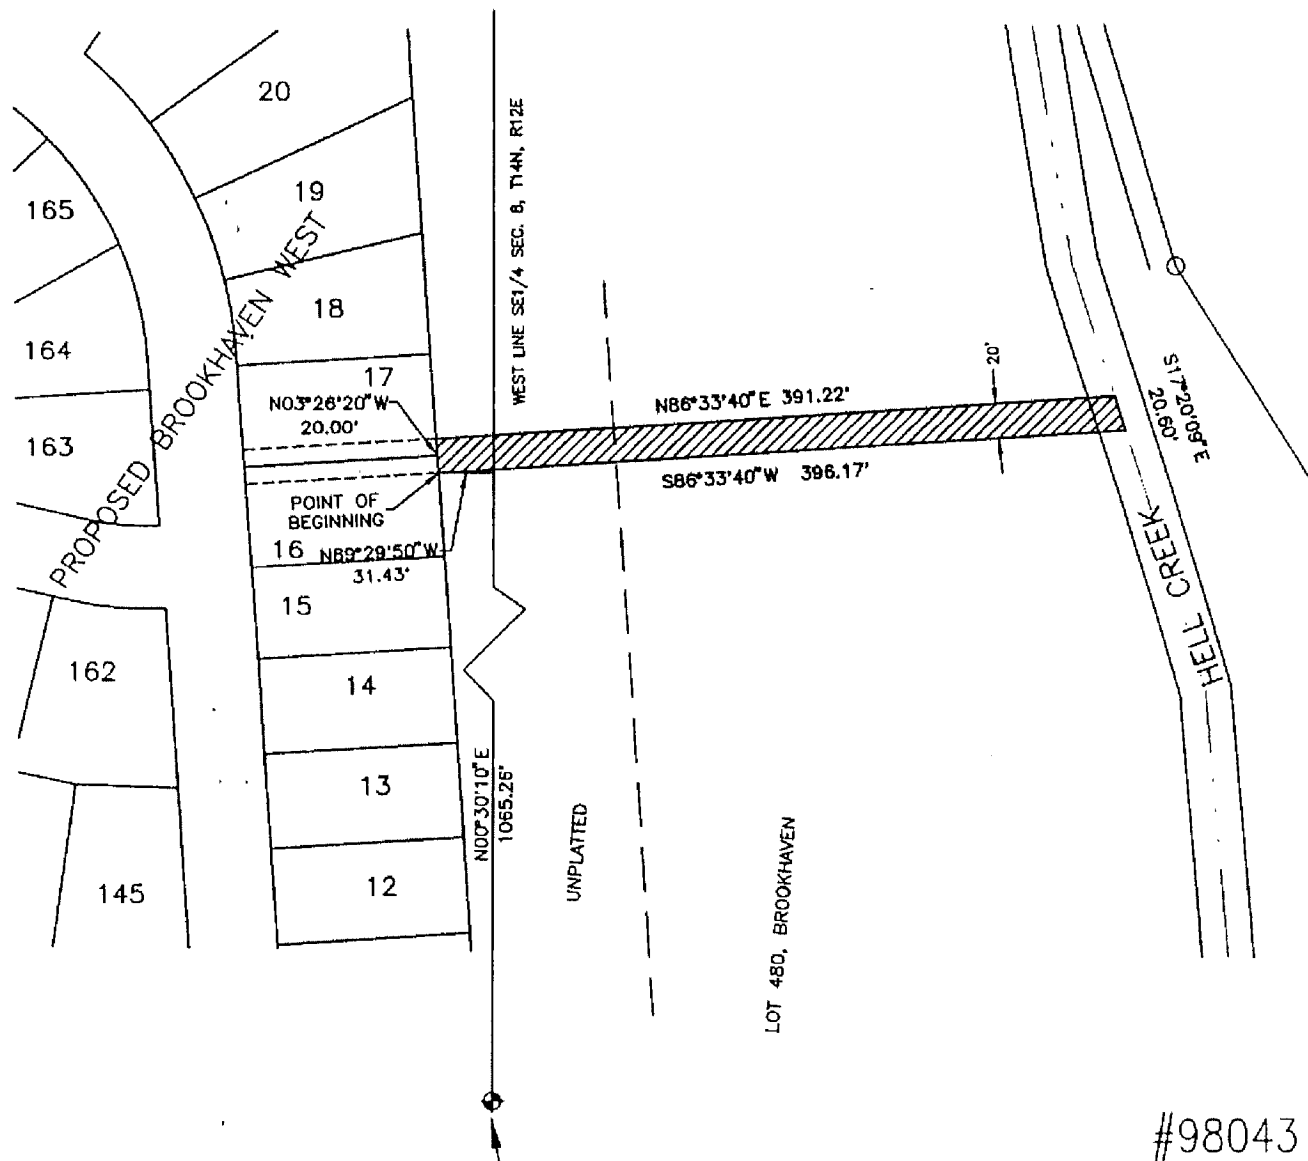 20
WEST LINE SE1/4 SEC. 8, T14N, R12E
19
165
18
164
17
N03°26'20"W
20.00'
20'
N86°33'40"E 391.22'
S17°20'09"E
20.09'
163
PROPOSED BROOKHAVEN WEST
S86°33'40"W 396.17'
POINT OF
BEGINNING
16
N89°29'50"W
31.43'
HELL CREEK
15
162
14
13
N00°30'10"E
1065.26'
UNPLATTED
LOT 480, BROOKHAVEN
145
12
#98043